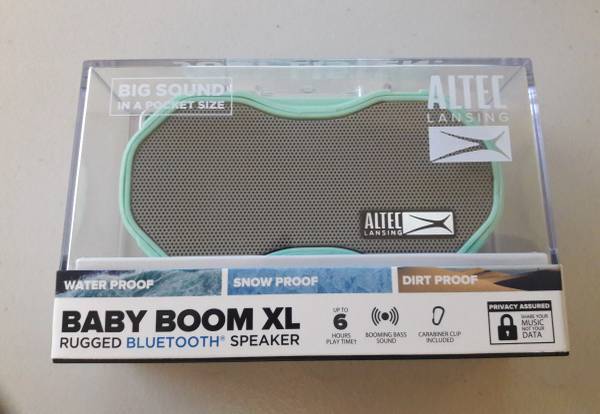 BIG SOUND
IN A POCKET SIZE
ALTEC
LANSING
ALTEC
LANSING
WATER PROOF
SNOW PROOF
DIRT PROOF
BABY BOOM XL
RUGGED BLUETOOTH® SPEAKER
UP TO
6
HOURS
PLAY TIME†
BOOMING BASS
SOUND
CARABINER CLIP
INCLUDED
PRIVACY ASSURED
SHARE YOUR
MUSIC
NOT YOUR
DATA